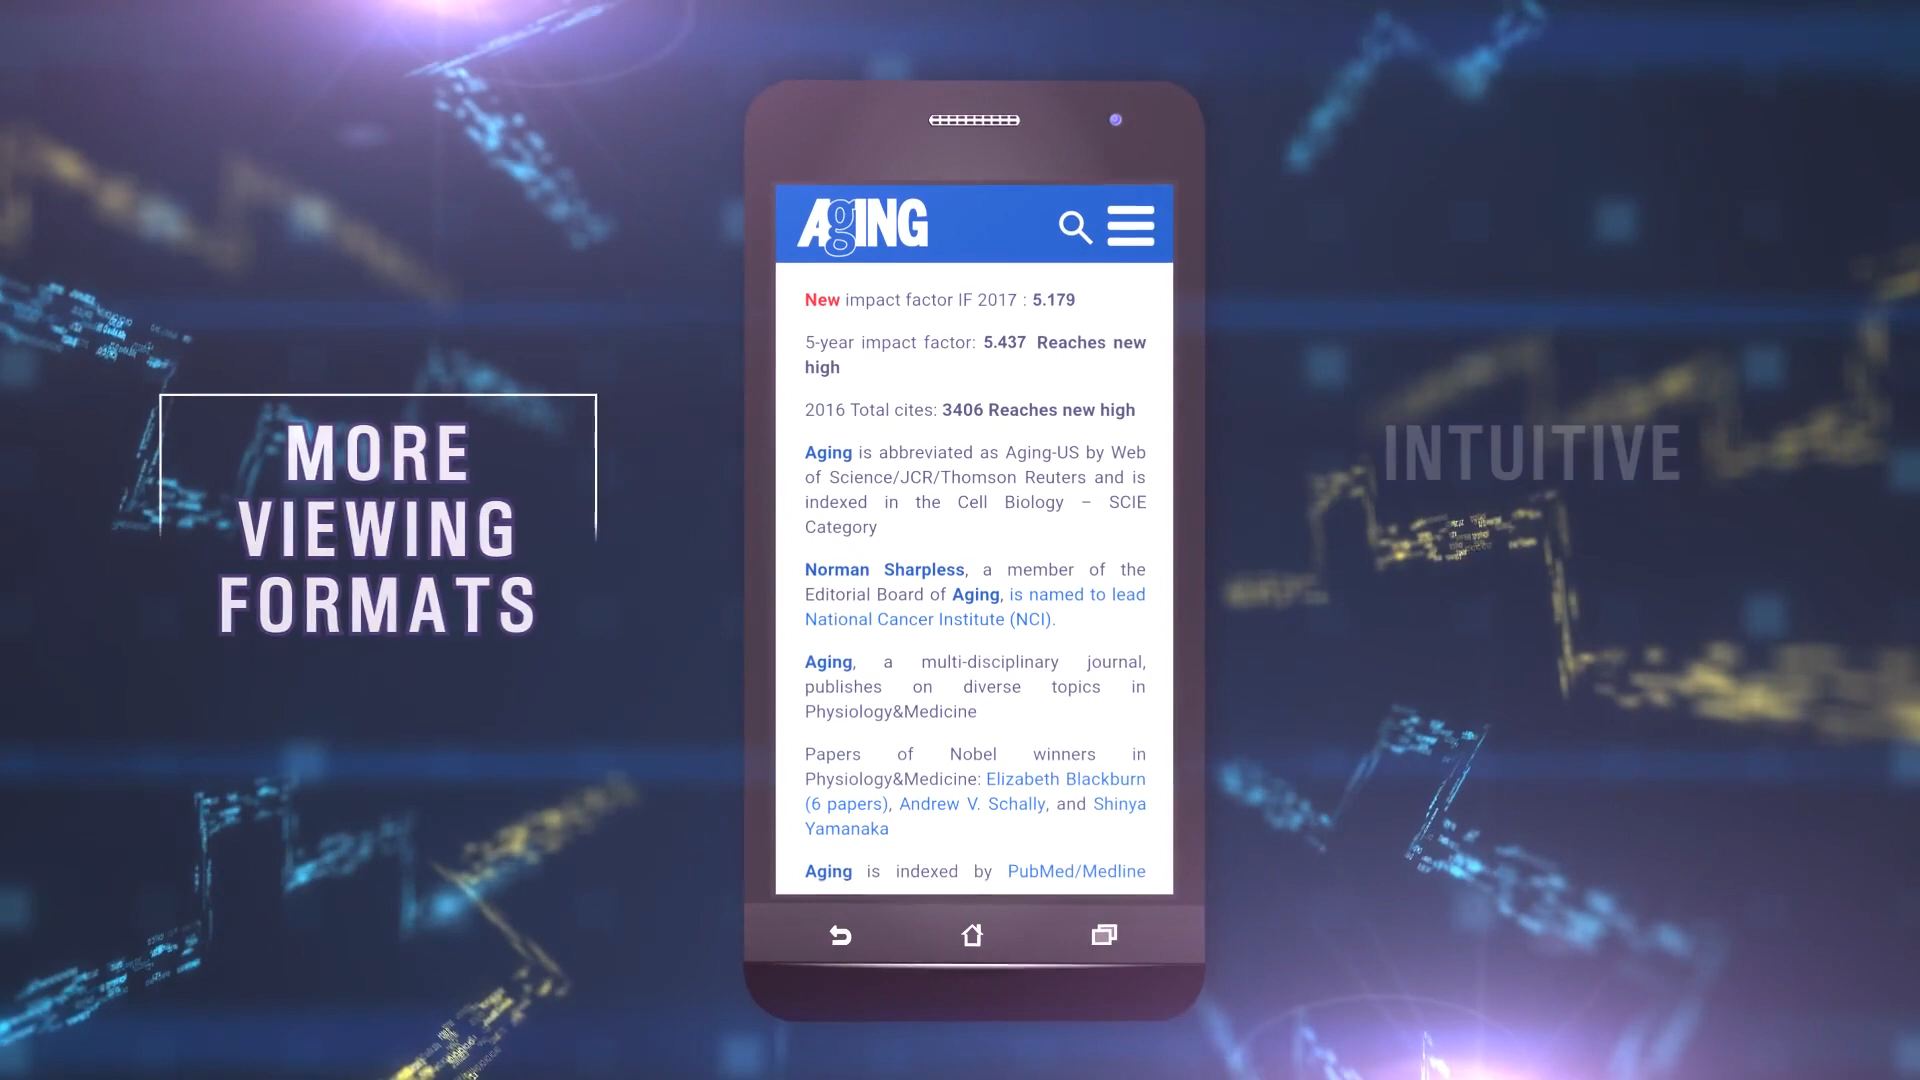 MORE
VIEWING
FORMATS
AgING
New impact factor IF 2017 : 5.179
5-year impact factor: 5.437 Reaches new
high
2016 Total cites: 3406 Reaches new high
Aging is abbreviated as Aging-US by Web
of Science/JCR/Thomson Reuters and is
indexed in the Cell Biology – SCIE
Category
Norman Sharpless, a member of the
Editorial Board of Aging, is named to lead
National Cancer Institute (NCI).
Aging, a multi-disciplinary journal,
publishes on diverse topics in
Physiology&Medicine
Papers of Nobel winners in
Physiology&Medicine: Elizabeth Blackburn
(6 papers), Andrew V. Schally, and Shinya
Yamanaka
Aging is indexed by PubMed/Medline
INTUITIVE